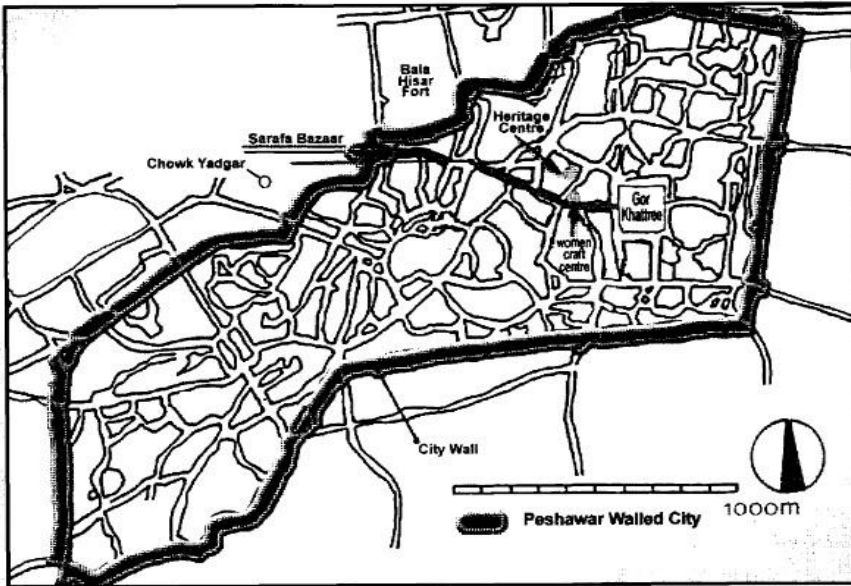 Bala
Hisar
Fort
Heritage
Centre
Sarafa Bazaar
Chowk Yadgar
Gor
Khattree
women
craft
centre
City Wall
1000m
Peshawar Walled City